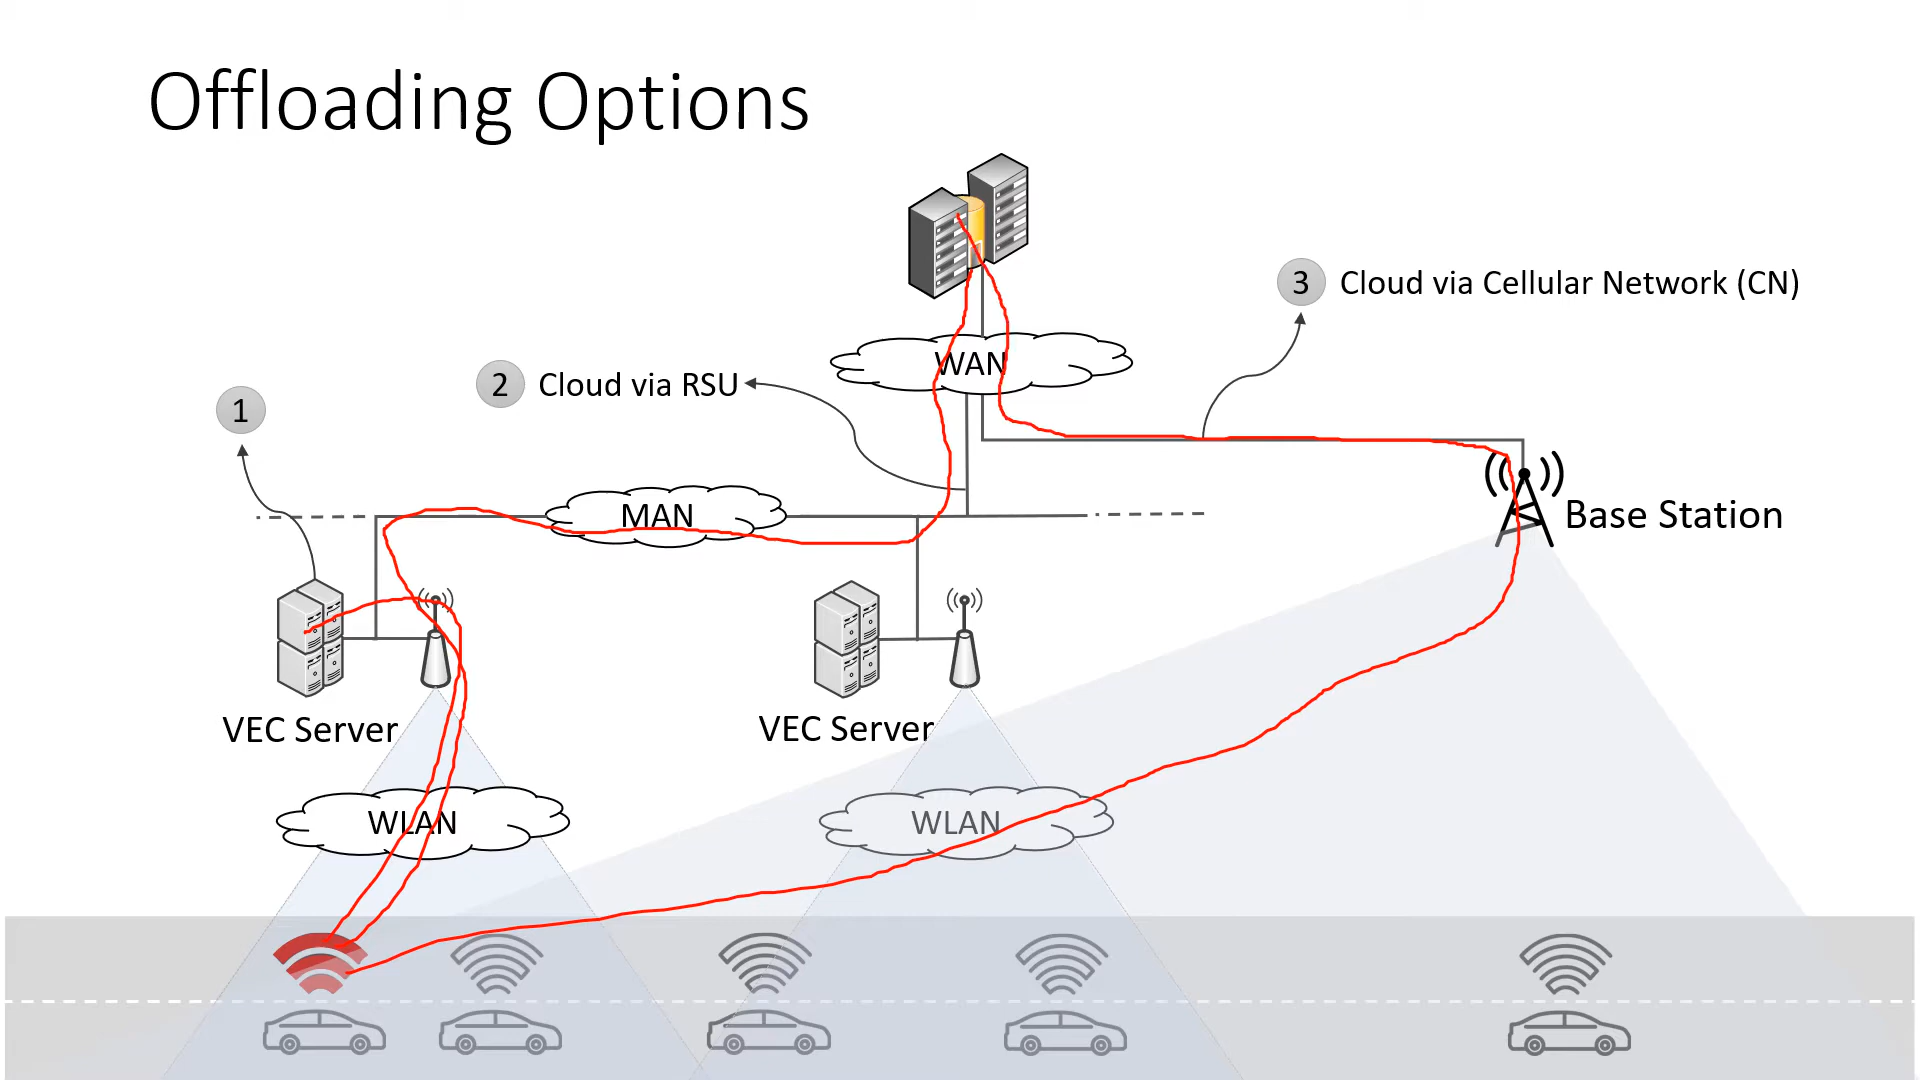 Offloading Options
3 Cloud via Cellular Network (CN)
WAN
2 Cloud via RSU
1
MAN
Base Station
VEC Server
VEC Server
WLAN
WLAN